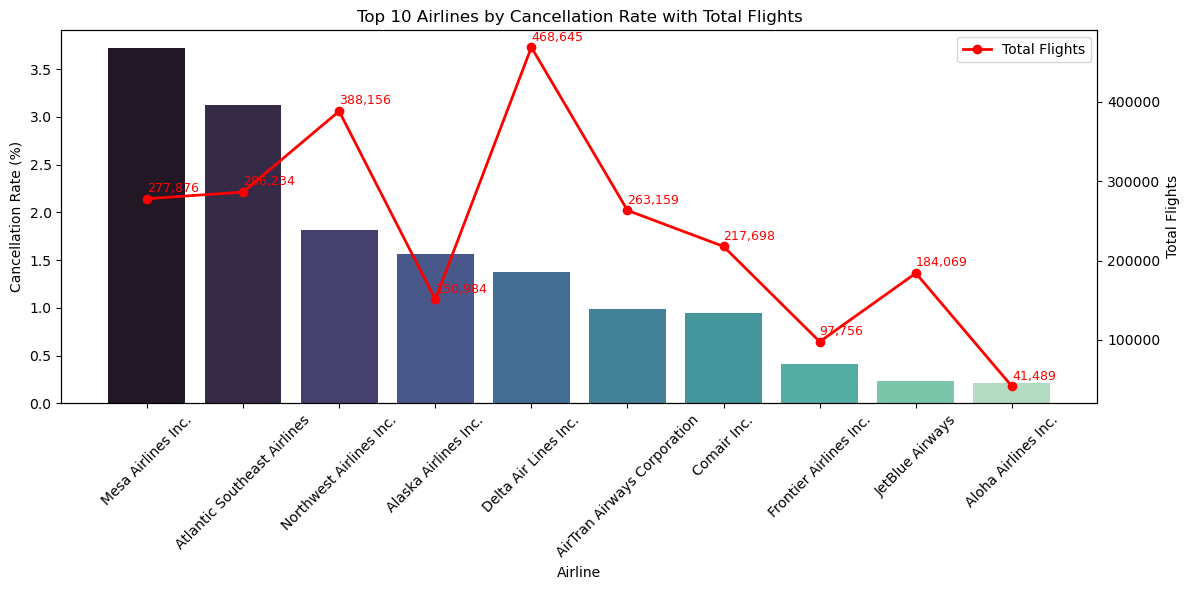 Top 10 Airlines by Cancellation Rate with Total Flights
Total Flights
Cancellation Rate (%)
3.5
3.0
2.5
2.0
1.5
1.0
0.5
0.0
277,876
286,234
388,156
150,984
468,645
263,159
217,698
97,756
184,069
41,489
400000
300000
200000
100000
Total Flights
Mesa Airlines Inc.
Atlantic Southeast Airlines
Northwest Airlines Inc.
Alaska Airlines Inc.
Delta Air Lines Inc.
AirTran Airways Corporation
Comair Inc.
Frontier Airlines Inc.
JetBlue Airways
Aloha Airlines Inc.
Airline